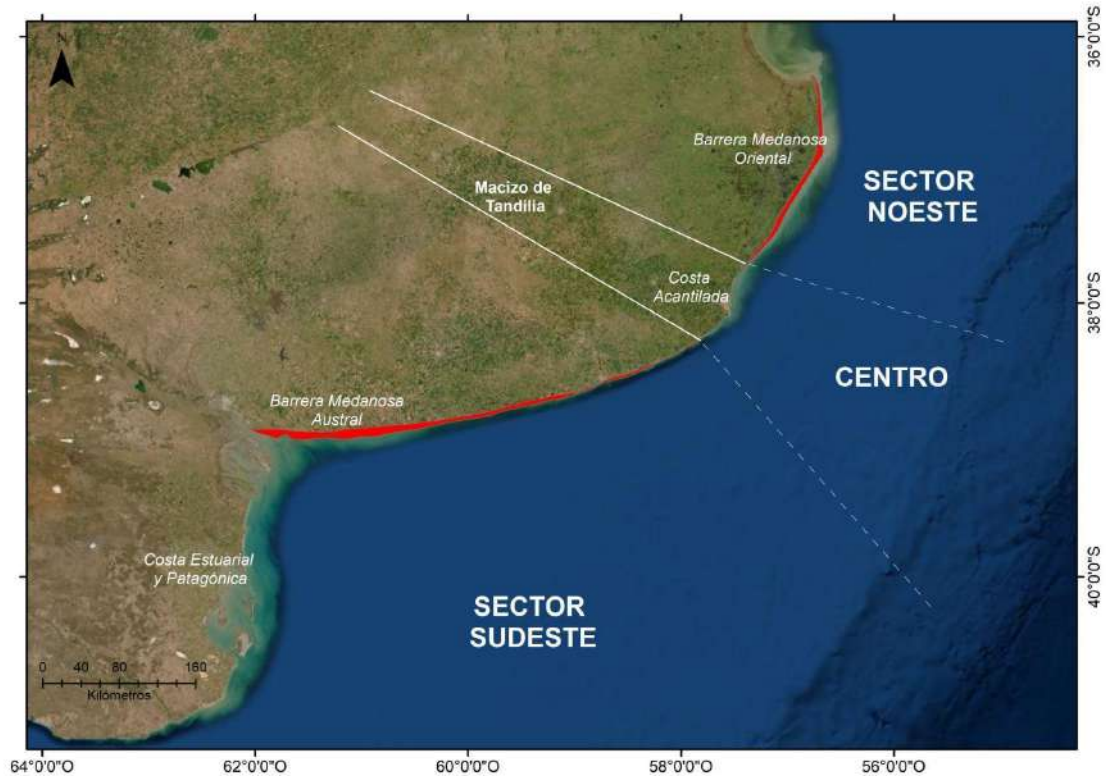 N
Barrera Medanosa
Oriental
SECTOR
NOESTE
Macizo de
Tandilia
Costa
Acantilada
CENTRO
Barrera Medanosa
Austral
Costa Estuarial
y Patagónica
SECTOR
SUDESTE
0 40 80 160
Kilómetros
36°0'0"S
38°0'0"S
40°0'0"S
64°0'0"O 62°0'0"O 60°0'0"O 58°0'0"O 56°0'0"O